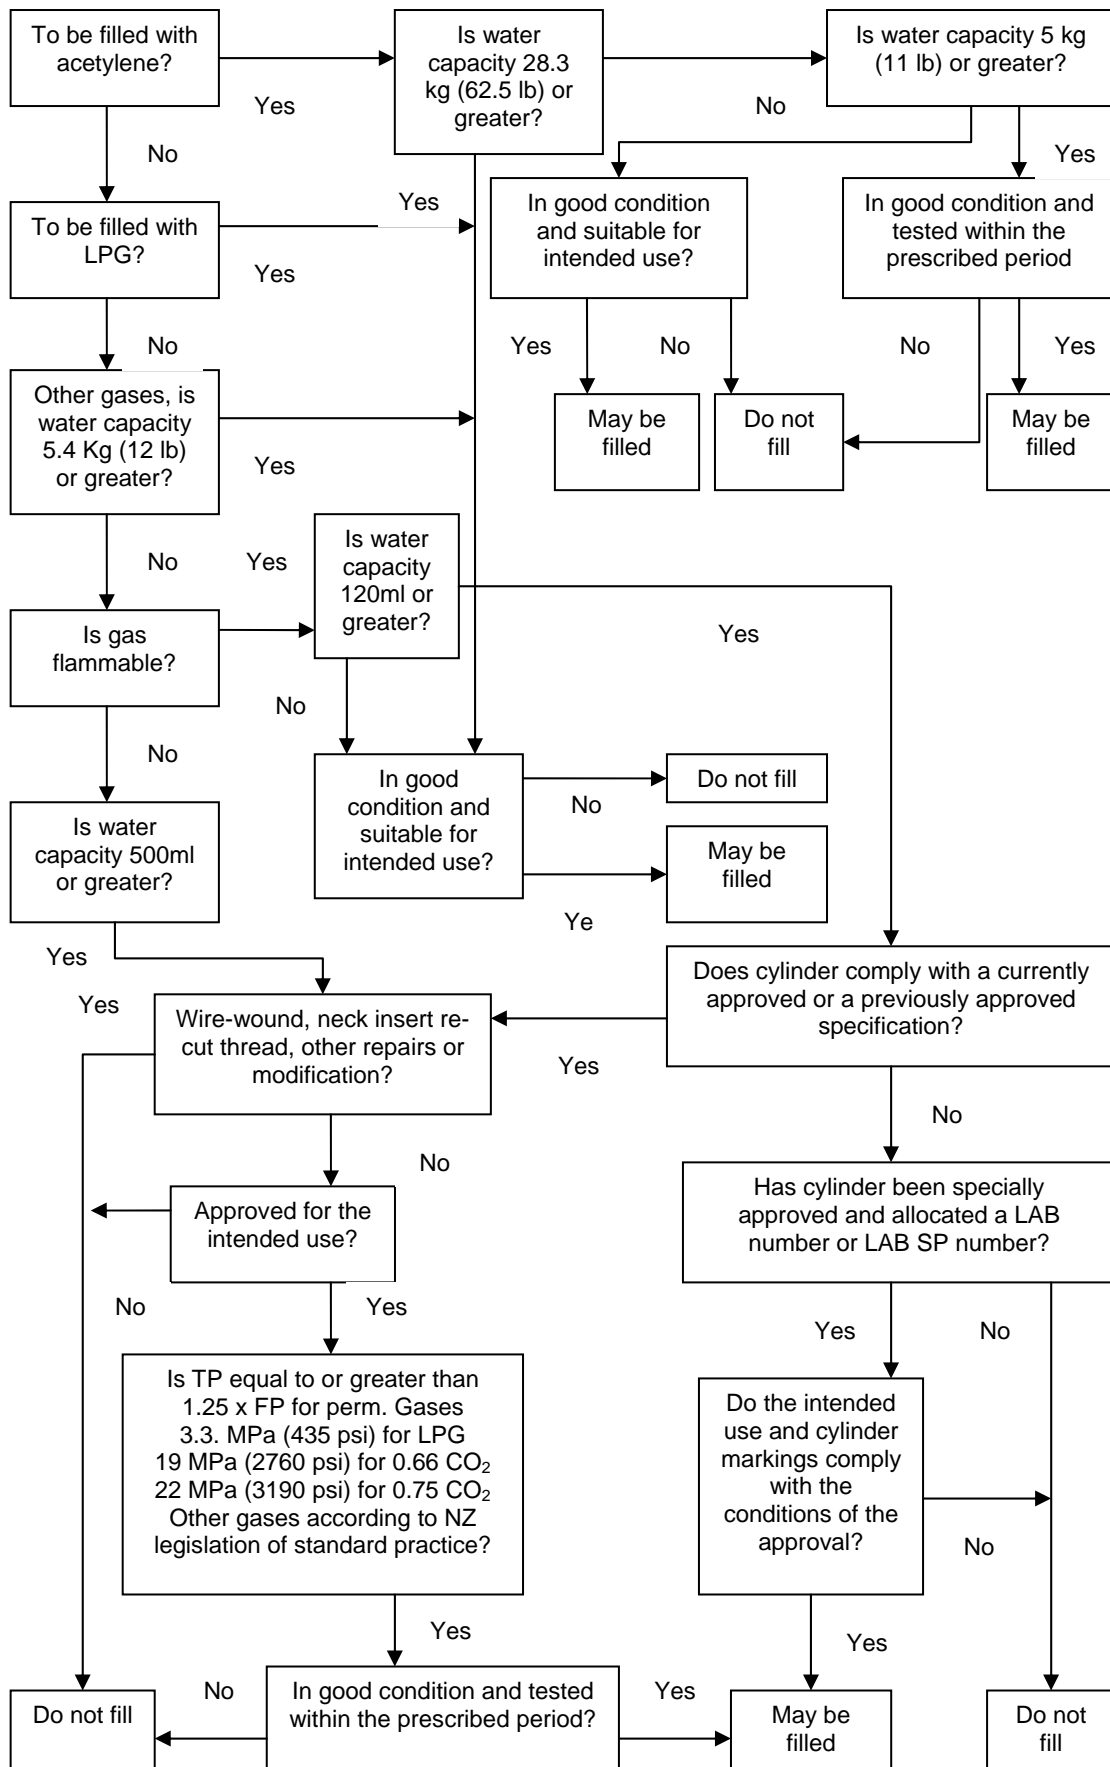 To be filled with
acetylene?
Is water
capacity 28.3
kg (62.5 lb) or
greater?
Is water capacity 5 kg
(11 lb) or greater?
Yes
No
No
Yes
To be filled with
LPG?
Yes
Yes
In good condition
and suitable for
intended use?
In good condition and
tested within the
prescribed period
No
Yes
No
No
Yes
Other gases, is
water capacity
5.4 Kg (12 lb)
or greater?
Yes
May be
filled
Do not
fill
May be
filled
No
Yes
Is water
capacity
120ml or
greater?
Yes
Is gas
flammable?
No
No
In good
condition and
suitable for
intended use?
No
Do not fill
Ye
May be
filled
Is water
capacity 500ml
or greater?
Yes
Yes
Wire-wound, neck insert re-
cut thread, other repairs or
modification?
Yes
Does cylinder comply with a currently
approved or a previously approved
specification?
No
No
Approved for the
intended use?
Has cylinder been specially
approved and allocated a LAB
number or LAB SP number?
No
Yes
Yes
No
Is TP equal to or greater than
1.25 x FP for perm. Gases
3.3. MPa (435 psi) for LPG
19 MPa (2760 psi) for 0.66 CO₂
22 MPa (3190 psi) for 0.75 CO₂
Other gases according to NZ
legislation of standard practice?
Do the intended
use and cylinder
markings comply
with the
conditions of the
approval?
No
Yes
Yes
No
In good condition and tested
within the prescribed period?
Yes
Do not fill
May be
filled
Do not
fill